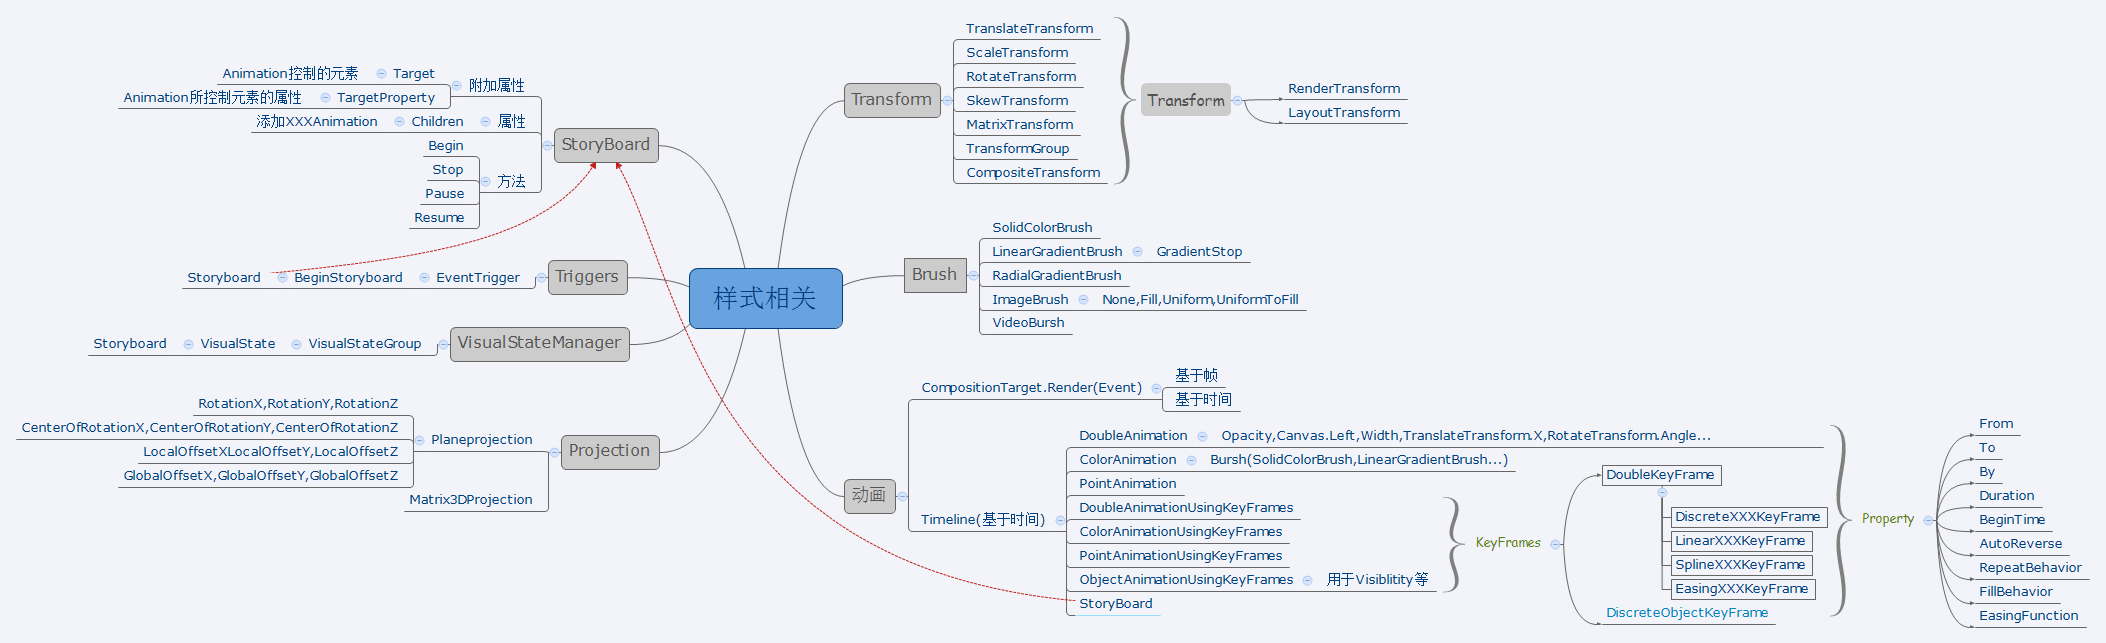 样式相关
StoryBoard
附加属性
Target
Animation控制的元素
TargetProperty
Animation所控制元素的属性
属性
Children
添加XXXAnimation
方法
Begin
Stop
Pause
Resume
Triggers
EventTrigger
BeginStoryboard
Storyboard
VisualStateManager
VisualStateGroup
VisualState
Storyboard
Projection
Planeprojection
RotationX,RotationY,RotationZ
CenterOfRotationX,CenterOfRotationY,CenterOfRotationZ
LocalOffsetXLocalOffsetY,LocalOffsetZ
GlobalOffsetX,GlobalOffsetY,GlobalOffsetZ
Matrix3DProjection
Transform
TranslateTransform
ScaleTransform
RotateTransform
SkewTransform
MatrixTransform
TransformGroup
CompositeTransform
Transform
RenderTransform
LayoutTransform
Brush
SolidColorBrush
LinearGradientBrush
GradientStop
RadialGradientBrush
ImageBrush
None,Fill,Uniform,UniformToFill
VideoBursh
动画
CompositionTarget.Render(Event)
基于帧
基于时间
Timeline(基于时间)
DoubleAnimation
Opacity,Canvas.Left,Width,TranslateTransform.X,RotateTransform.Angle...
ColorAnimation
Bursh(SolidColorBrush,LinearGradientBrush...)
PointAnimation
DoubleAnimationUsingKeyFrames
ColorAnimationUsingKeyFrames
PointAnimationUsingKeyFrames
ObjectAnimationUsingKeyFrames
用于Visiblitity等
StoryBoard
KeyFrames
DoubleKeyFrame
DiscreteXXXKeyFrame
LinearXXXKeyFrame
SplineXXXKeyFrame
EasingXXXKeyFrame
DiscreteObjectKeyFrame
Property
From
To
By
Duration
BeginTime
AutoReverse
RepeatBehavior
FillBehavior
EasingFunction